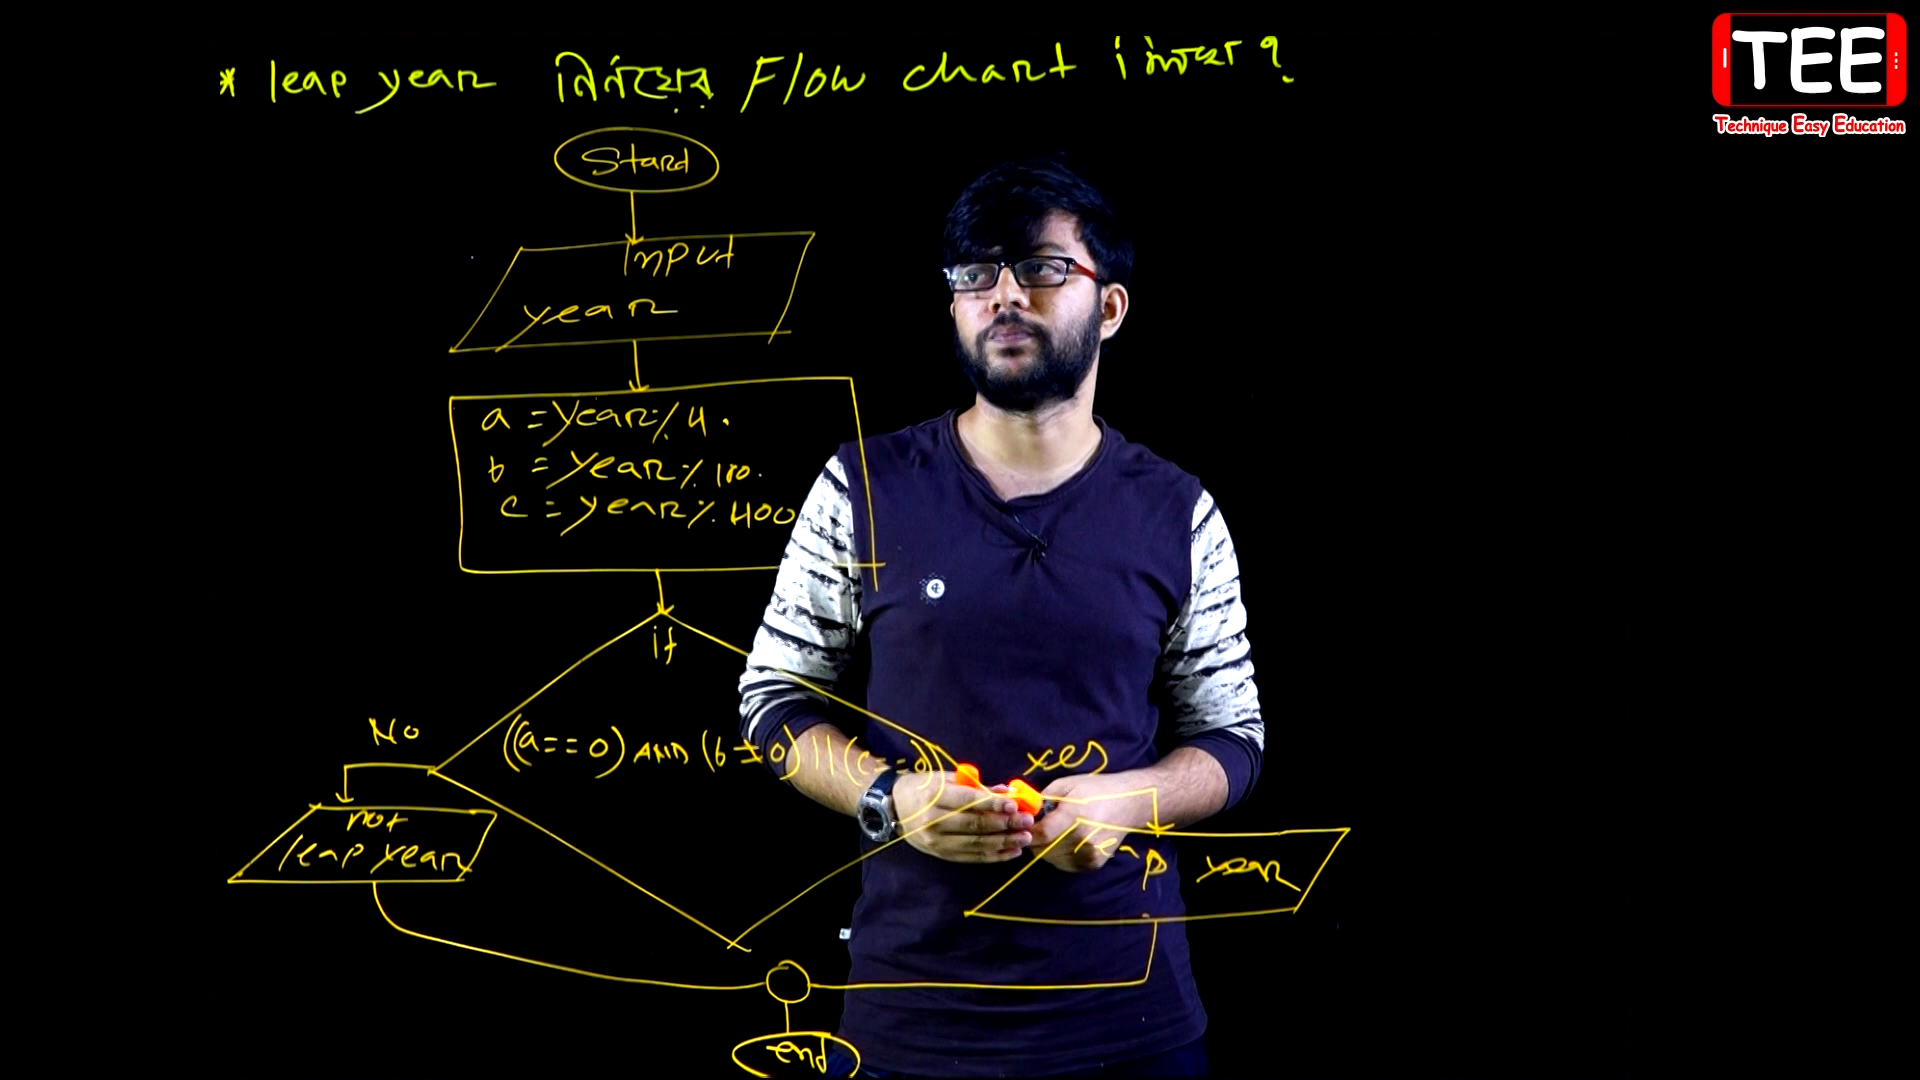 * leap year নির্নয়ের Flow chart
TEE
Technique Easy Education
Start
Input
year
a = year % 4.
b = year % 100.
c = year % 400
if
No
((a==0) AND (b≠0) || (c==0))
yes
not
leap year
leap year
end